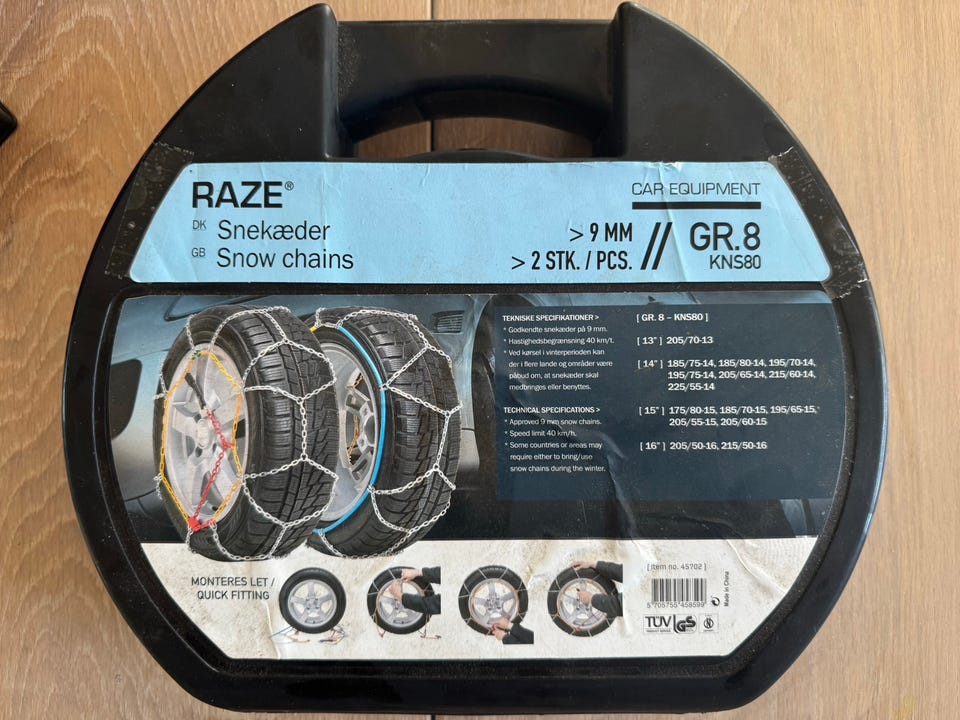 RAZE®
CAR EQUIPMENT
DK Snekæder
GB Snow chains
> 9 MM
> 2 STK. / PCS. // GR.8
KNS80
TEKNISKE SPECIFIKATIONER >
* Godkendte snekæder på 9 mm.
* Hastighedsbegrænsning 40 km/t.
* Ved kørsel i vinterperioden kan
der i flere lande og områder være
påbud om, at snekæder skal
medbringes eller benyttes.
TECHNICAL SPECIFICATIONS >
* Approved 9 mm snow chains.
* Speed limit 40 km/h.
* Some countries or areas may
require either to bring/use
snow chains during the winter.
[ GR. 8 – KNS80 ]
[ 13" ] 205/70-13
[ 14" ] 185/75-14, 185/80-14, 195/70-14,
195/75-14, 205/65-14, 215/60-14,
225/55-14
[ 15" ] 175/80-15, 185/70-15, 195/65-15,
205/55-15, 205/60-15
[ 16" ] 205/50-16, 215/50-16
MONTERES LET /
QUICK FITTING
[ item no. 45702 ]
5 705755 458599
Made in China
TÜV GS
PRODUCT SERVICE